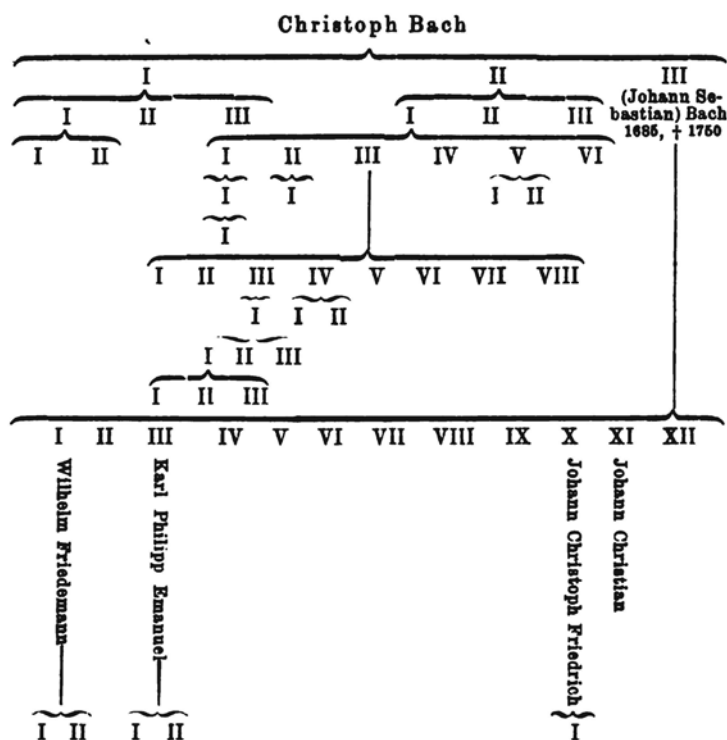 Christoph Bach
I II III
(Johann Se-
bastian) Bach
1685, † 1750
I II III I II III
I II I II III IV V VI
I I I II
I
I II III IV V VI VII VIII
I I II
I II III
I II III
I II III IV V VI VII VIII IX X XI XII
Wilhelm Friedemann
Karl Philipp Emanuel
Johann Christoph Friedrich
Johann Christian
I II I II I